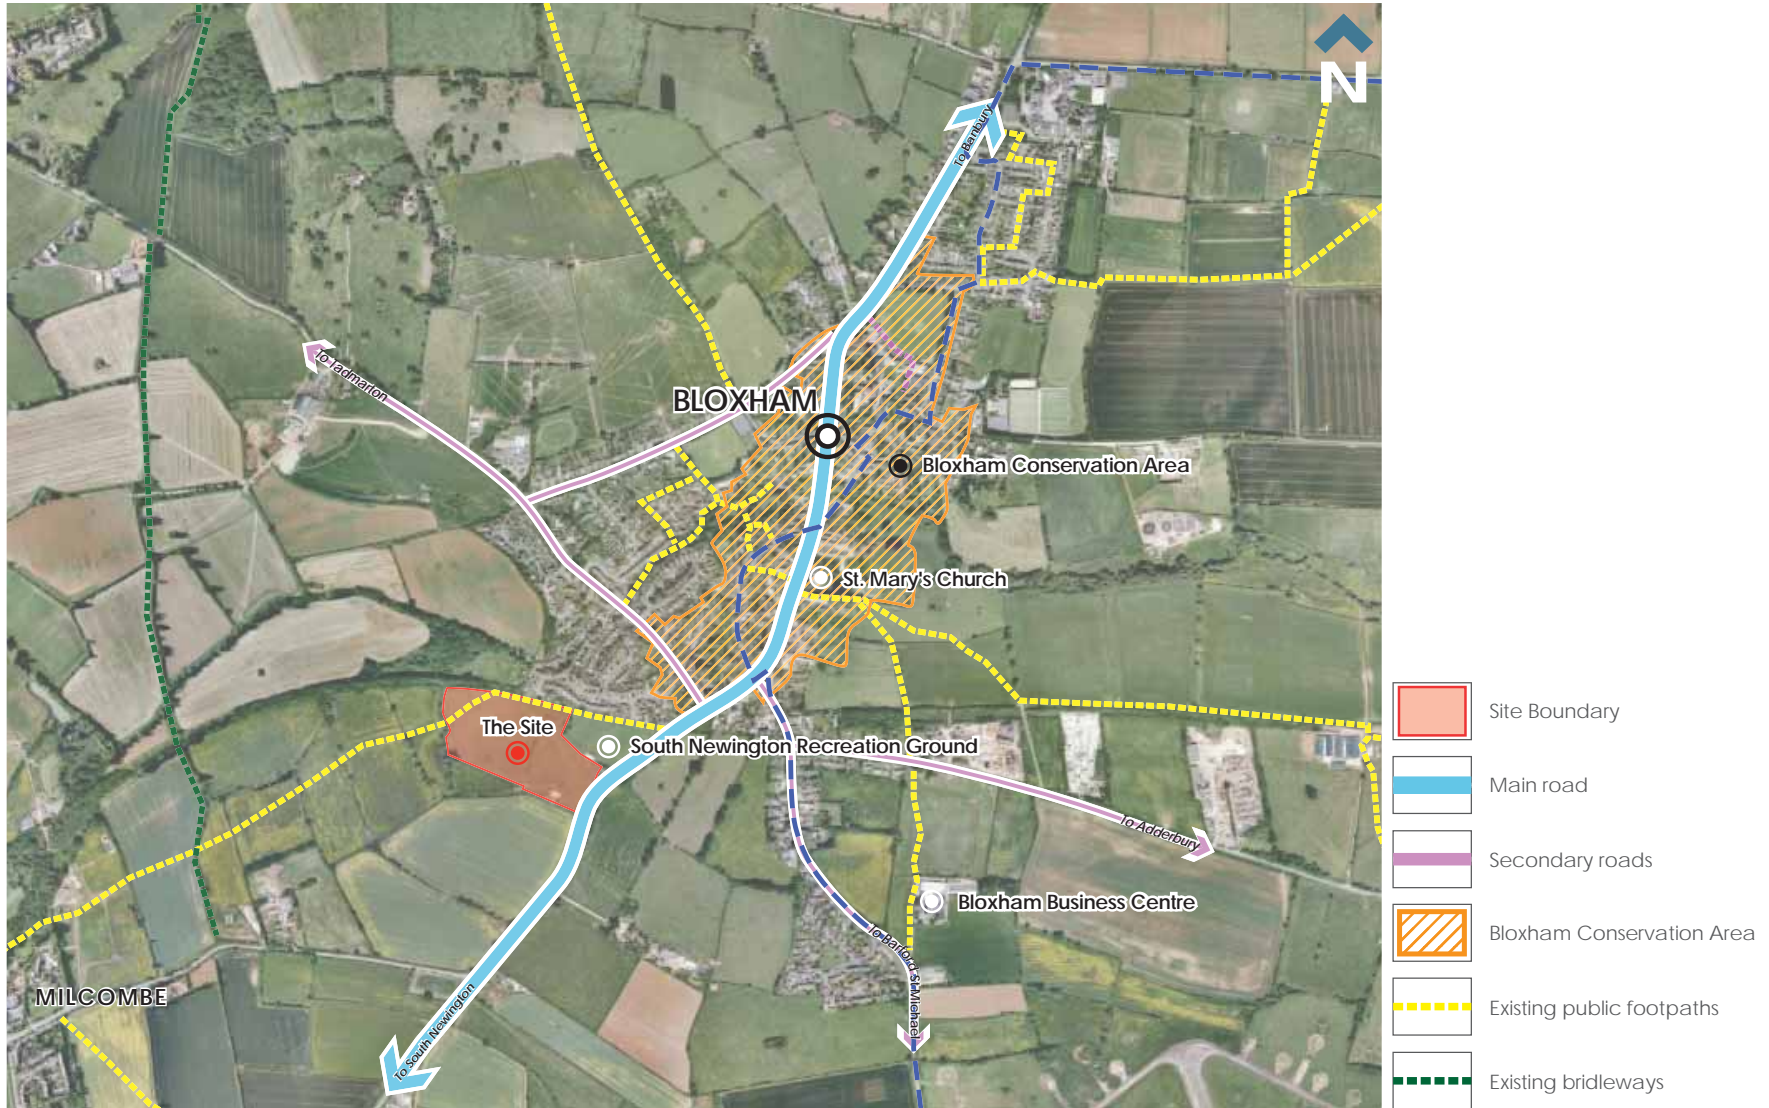 N
To Banbury
To Tadmarton
BLOXHAM
Bloxham Conservation Area
St. Mary's Church
The Site
South Newington Recreation Ground
To Adderbury
Bloxham Business Centre
To Barford St.Michael
MILCOMBE
To South Newington
Site Boundary
Main road
Secondary roads
Bloxham Conservation Area
Existing public footpaths
Existing bridleways